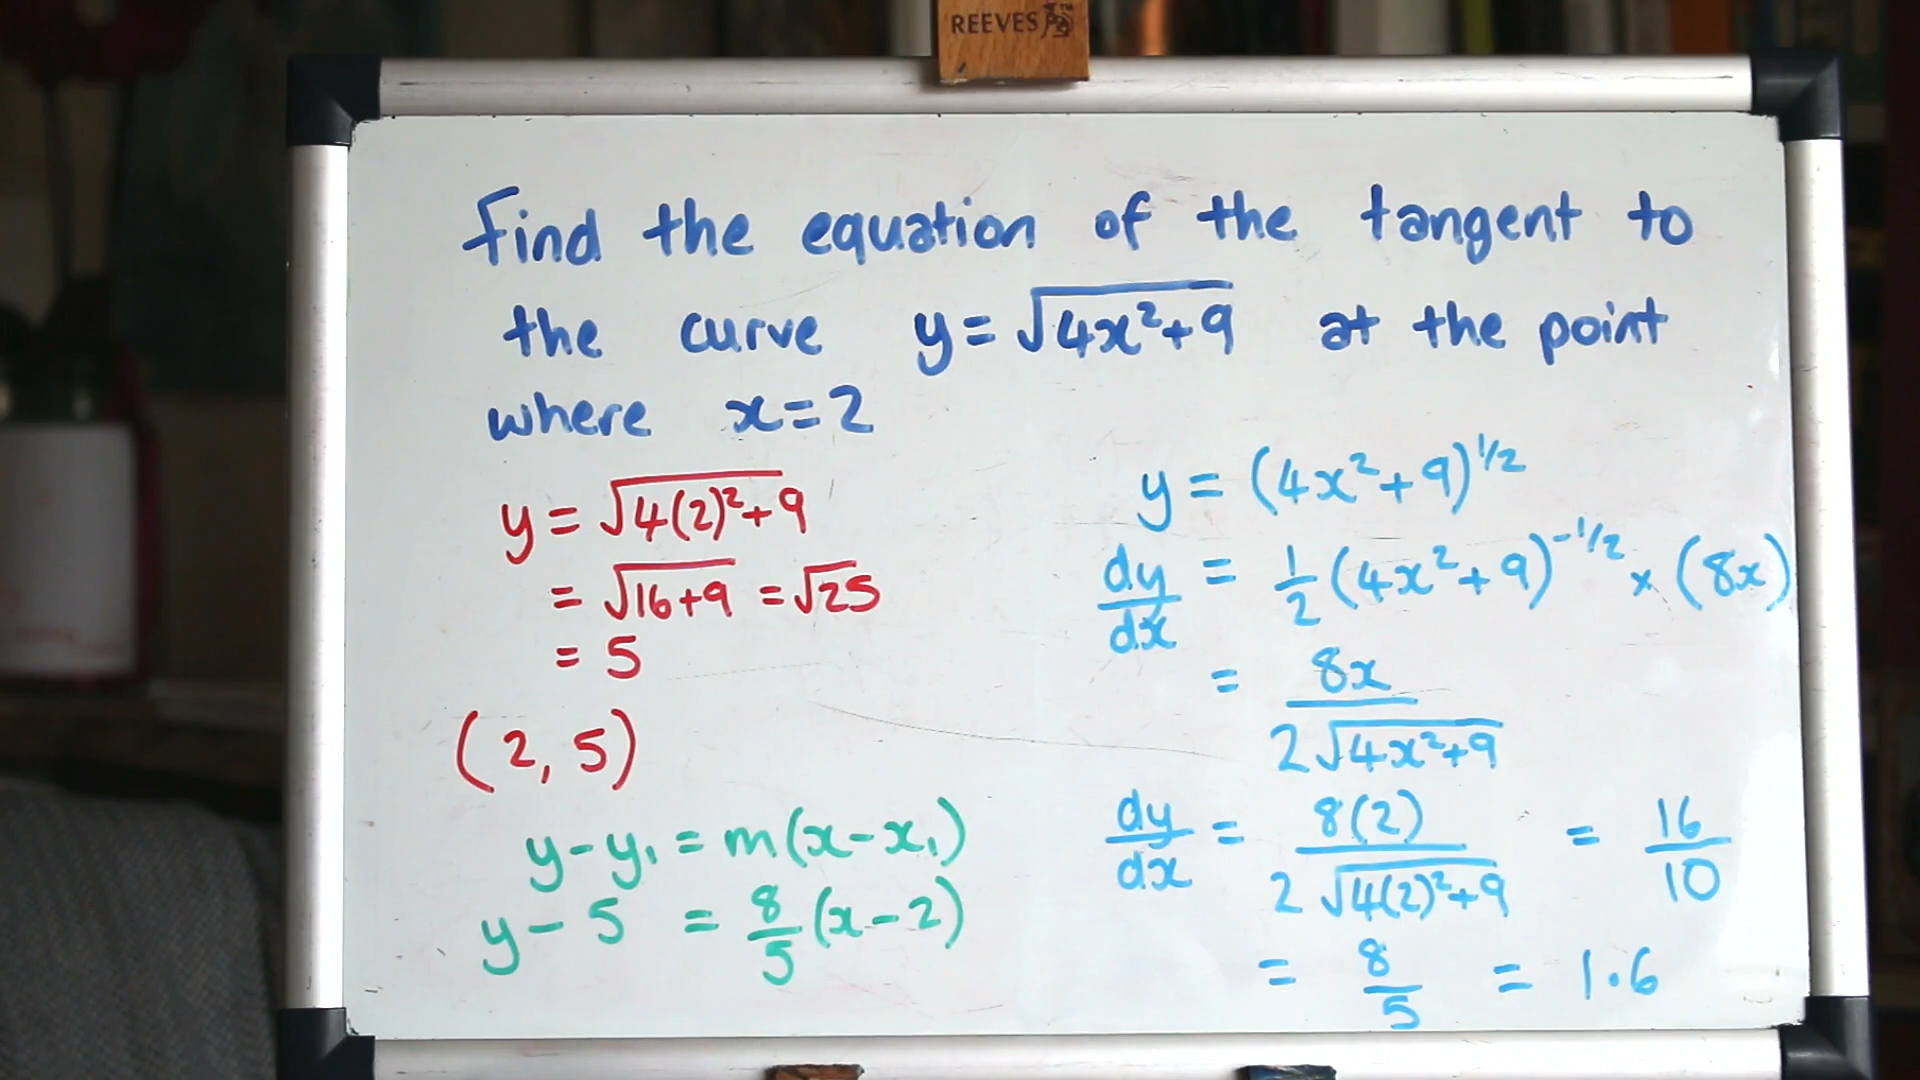 REEVES
find the equation of the tangent to
the curve y=√4x²+9 at the point
where x=2
y = √4(2)²+9
= √16+9 = √25
= 5
(2, 5)
y-y₁ = m(x-x₁)
y-5 = 8/5 (x-2)
y = (4x²+9)^1/2
dy/dx = 1/2 (4x²+9)^-1/2 × (8x)
= 8x / 2√4x²+9
dy/dx = 8(2) / 2√4(2)²+9 = 16/10
= 8/5 = 1.6